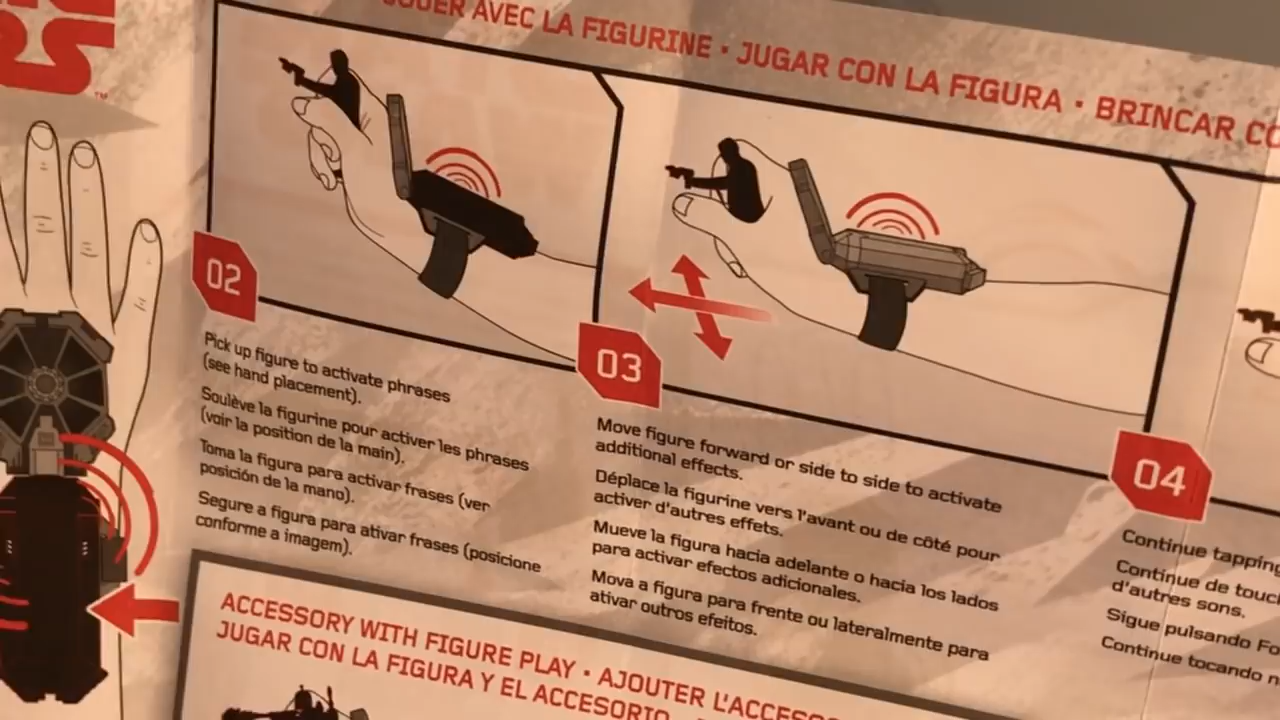 JOUER AVEC LA FIGURINE • JUGAR CON LA FIGURA • BRINCAR
TM
02
Pick up figure to activate phrases
(see hand placement).
Soulève la figurine pour activer les phrases
(voir la position de la main).
Toma la figura para activar frases (ver
posición de la mano).
Segure a figura para ativar frases (posicione
conforme a imagem).
03
Move figure forward or side to side to activate
additional effects.
Déplace la figurine vers l'avant ou de côté pour
activer d'autres effets.
Mueve la figura hacia adelante o hacia los lados
para activar efectos adicionales.
Mova a figura para frente ou lateralmente para
ativar outros efeitos.
04
Continue tapping
Continue de
d'autres sons.
Sigue pulsando
Continue tocando
ACCESSORY WITH FIGURE PLAY • AJOUTER
JUGAR CON LA FIGURA Y EL ACCESORIO